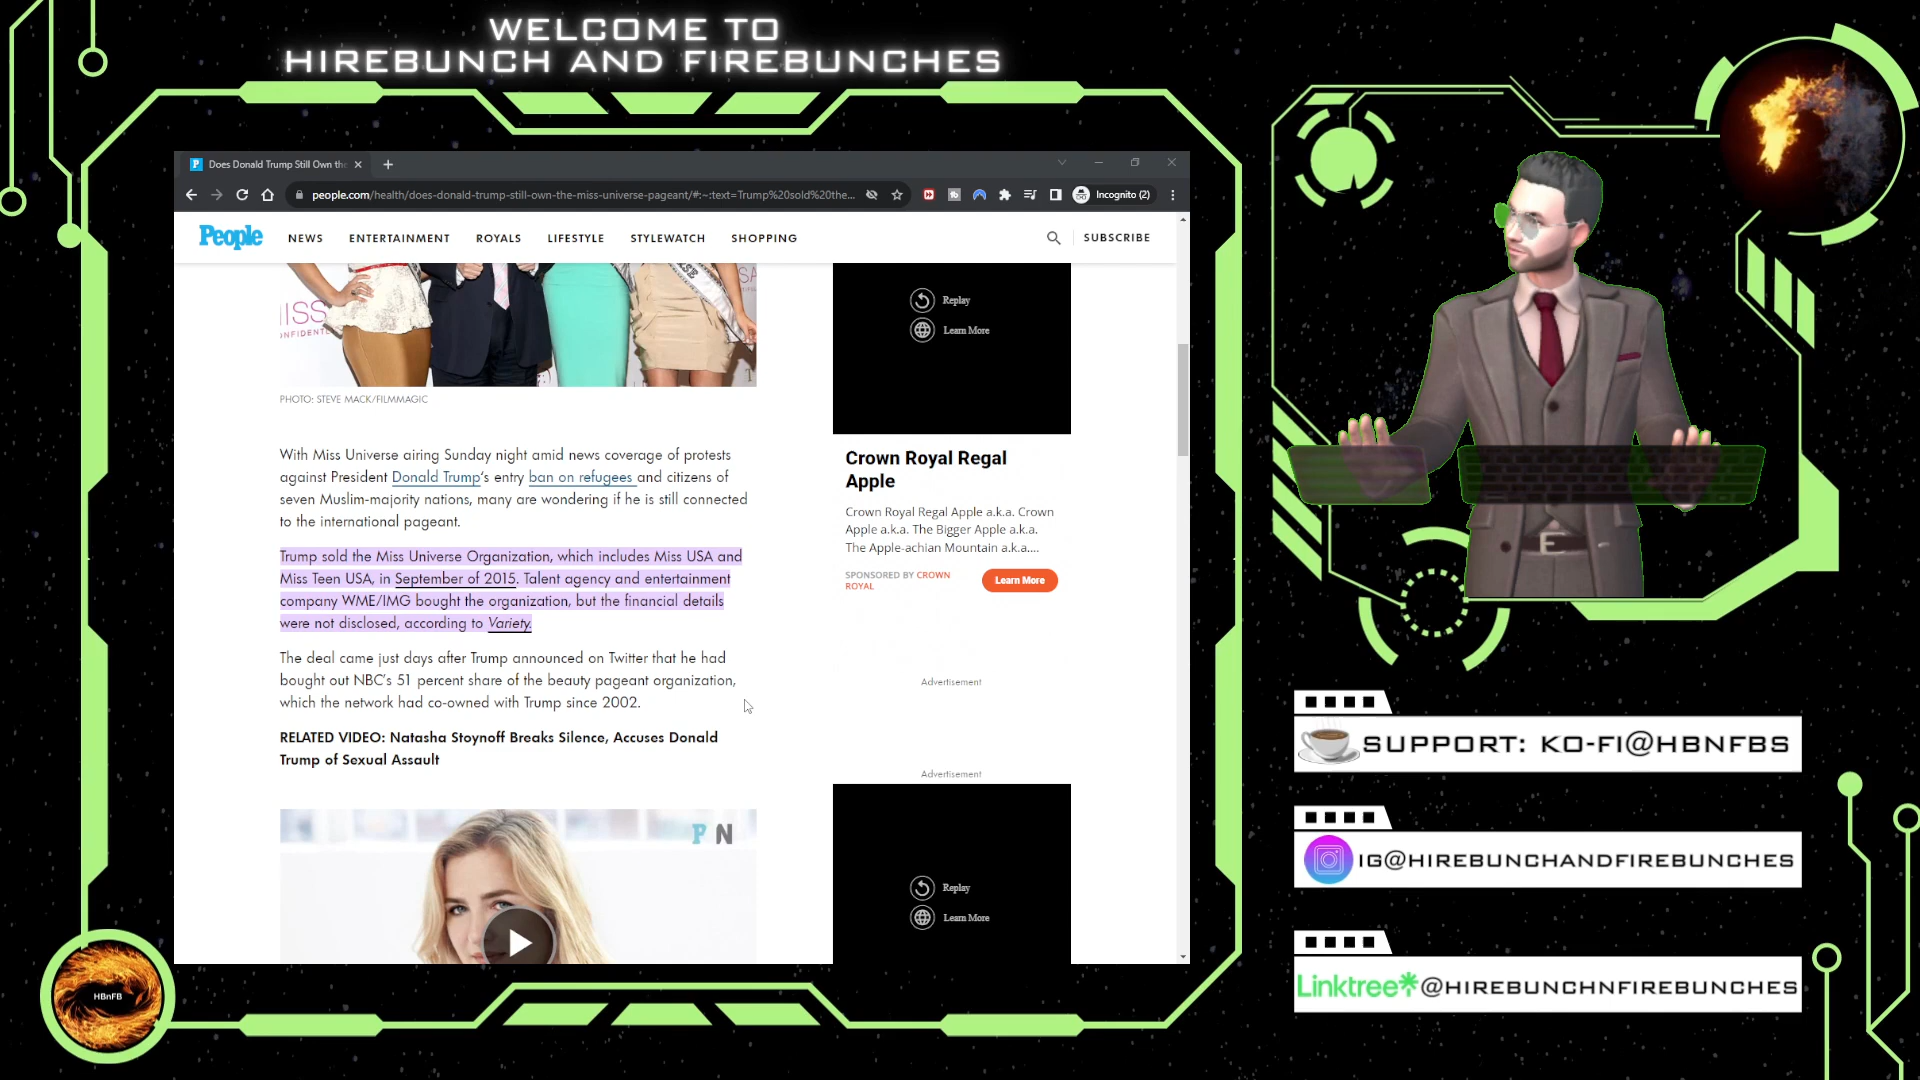 WELCOME TO
HIREBUNCH AND FIREBUNCHES
Does Donald Trump Still Own the
people.com/health/does-donald-trump-still-own-the-miss-universe-pageant/#:~:text=Trump%20sold%20the...
Incognito (2)
People
NEWS
ENTERTAINMENT
ROYALS
LIFESTYLE
STYLEWATCH
SHOPPING
SUBSCRIBE
PHOTO: STEVE MACK/FILMMAGIC
With Miss Universe airing Sunday night amid news coverage of protests
against President Donald Trump's entry ban on refugees and citizens of
seven Muslim-majority nations, many are wondering if he is still connected
to the international pageant.
Trump sold the Miss Universe Organization, which includes Miss USA and
Miss Teen USA, in September of 2015. Talent agency and entertainment
company WME/IMG bought the organization, but the financial details
were not disclosed, according to Variety.
The deal came just days after Trump announced on Twitter that he had
bought out NBC's 51 percent share of the beauty pageant organization,
which the network had co-owned with Trump since 2002.
RELATED VIDEO: Natasha Stoynoff Breaks Silence, Accuses Donald
Trump of Sexual Assault
P N
Replay
Learn More
Crown Royal Regal
Apple
Crown Royal Regal Apple a.k.a. Crown
Apple a.k.a. The Bigger Apple a.k.a.
The Apple-achian Mountain a.k.a....
SPONSORED BY CROWN
ROYAL
Learn More
Advertisement
Advertisement
Replay
Learn More
SUPPORT: KO-FI@HBNFBS
IG@HIREBUNCHANDFIREBUNCHES
Linktree*@HIREBUNCHNFIREBUNCHES
HBnFB